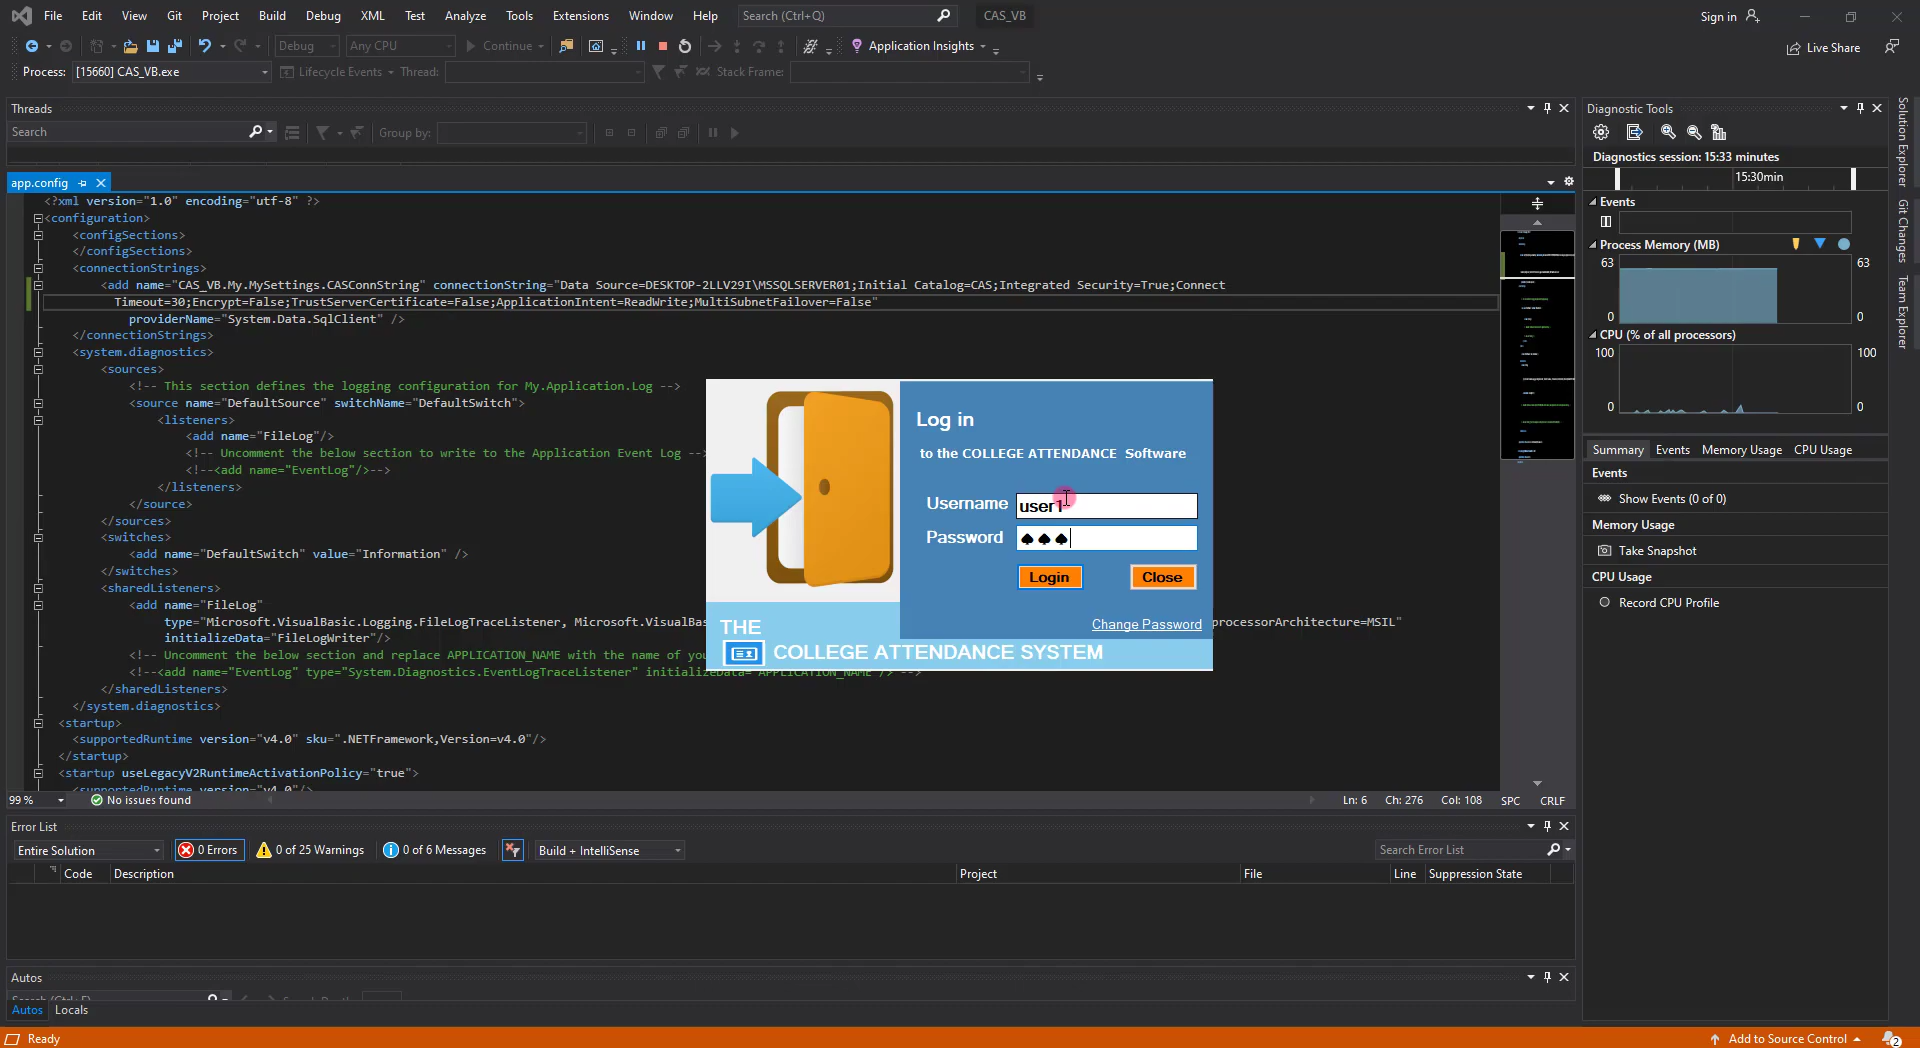 File Edit View Git Project Build Debug XML Test Analyze Tools Extensions Window Help Search (Ctrl+Q) CAS_VB Sign in
Debug Any CPU Continue Application Insights Live Share
Process: [15660] CAS_VB.exe Lifecycle Events Thread: Stack Frame:
Threads
Search Group by:
app.config
<?xml version="1.0" encoding="utf-8" ?>
<configuration>
<configSections>
</configSections>
<connectionStrings>
<add name="CAS_VB.My.MySettings.CASConnString" connectionString="Data Source=DESKTOP-2LLV29I\MSSQLSERVER01;Initial Catalog=CAS;Integrated Security=True;Connect
Timeout=30;Encrypt=False;TrustServerCertificate=False;ApplicationIntent=ReadWrite;MultiSubnetFailover=False"
providerName="System.Data.SqlClient" />
</connectionStrings>
<system.diagnostics>
<sources>
<!-- This section defines the logging configuration for My.Application.Log -->
<source name="DefaultSource" switchName="DefaultSwitch">
<listeners>
<add name="FileLog"/>
<!-- Uncomment the below section to write to the Application Event Log -->
<!--<add name="EventLog"/>-->
</listeners>
</source>
</sources>
<switches>
<add name="DefaultSwitch" value="Information" />
</switches>
<sharedListeners>
<add name="FileLog"
type="Microsoft.VisualBasic.Logging.FileLogTraceListener, Microsoft.VisualBas processorArchitecture=MSIL"
initializeData="FileLogWriter"/>
<!-- Uncomment the below section and replace APPLICATION_NAME with the name of you
<!--<add name="EventLog" type="System.Diagnostics.EventLogTraceListener" initializeData="APPLICATION_NAME"/> -->
</sharedListeners>
</system.diagnostics>
<startup>
<supportedRuntime version="v4.0" sku=".NETFramework,Version=v4.0"/>
</startup>
<startup useLegacyV2RuntimeActivationPolicy="true">
<supportedRuntime version="v4.0"/>
99 % No issues found Ln: 6 Ch: 276 Col: 108 SPC CRLF
Log in
to the COLLEGE ATTENDANCE Software
Username user1
Password
Login Close
Change Password
THE
COLLEGE ATTENDANCE SYSTEM
Error List
Entire Solution 0 Errors 0 of 25 Warnings 0 of 6 Messages Build + IntelliSense Search Error List
Code Description Project File Line Suppression State
Autos
Autos Locals
Ready Add to Source Control 2
Diagnostic Tools
Diagnostics session: 15:33 minutes
15:30min
Events
Process Memory (MB)
63 63
0 0
CPU (% of all processors)
100 100
0 0
Summary Events Memory Usage CPU Usage
Events
Show Events (0 of 0)
Memory Usage
Take Snapshot
CPU Usage
Record CPU Profile
Solution Explorer
Git Changes
Team Explorer